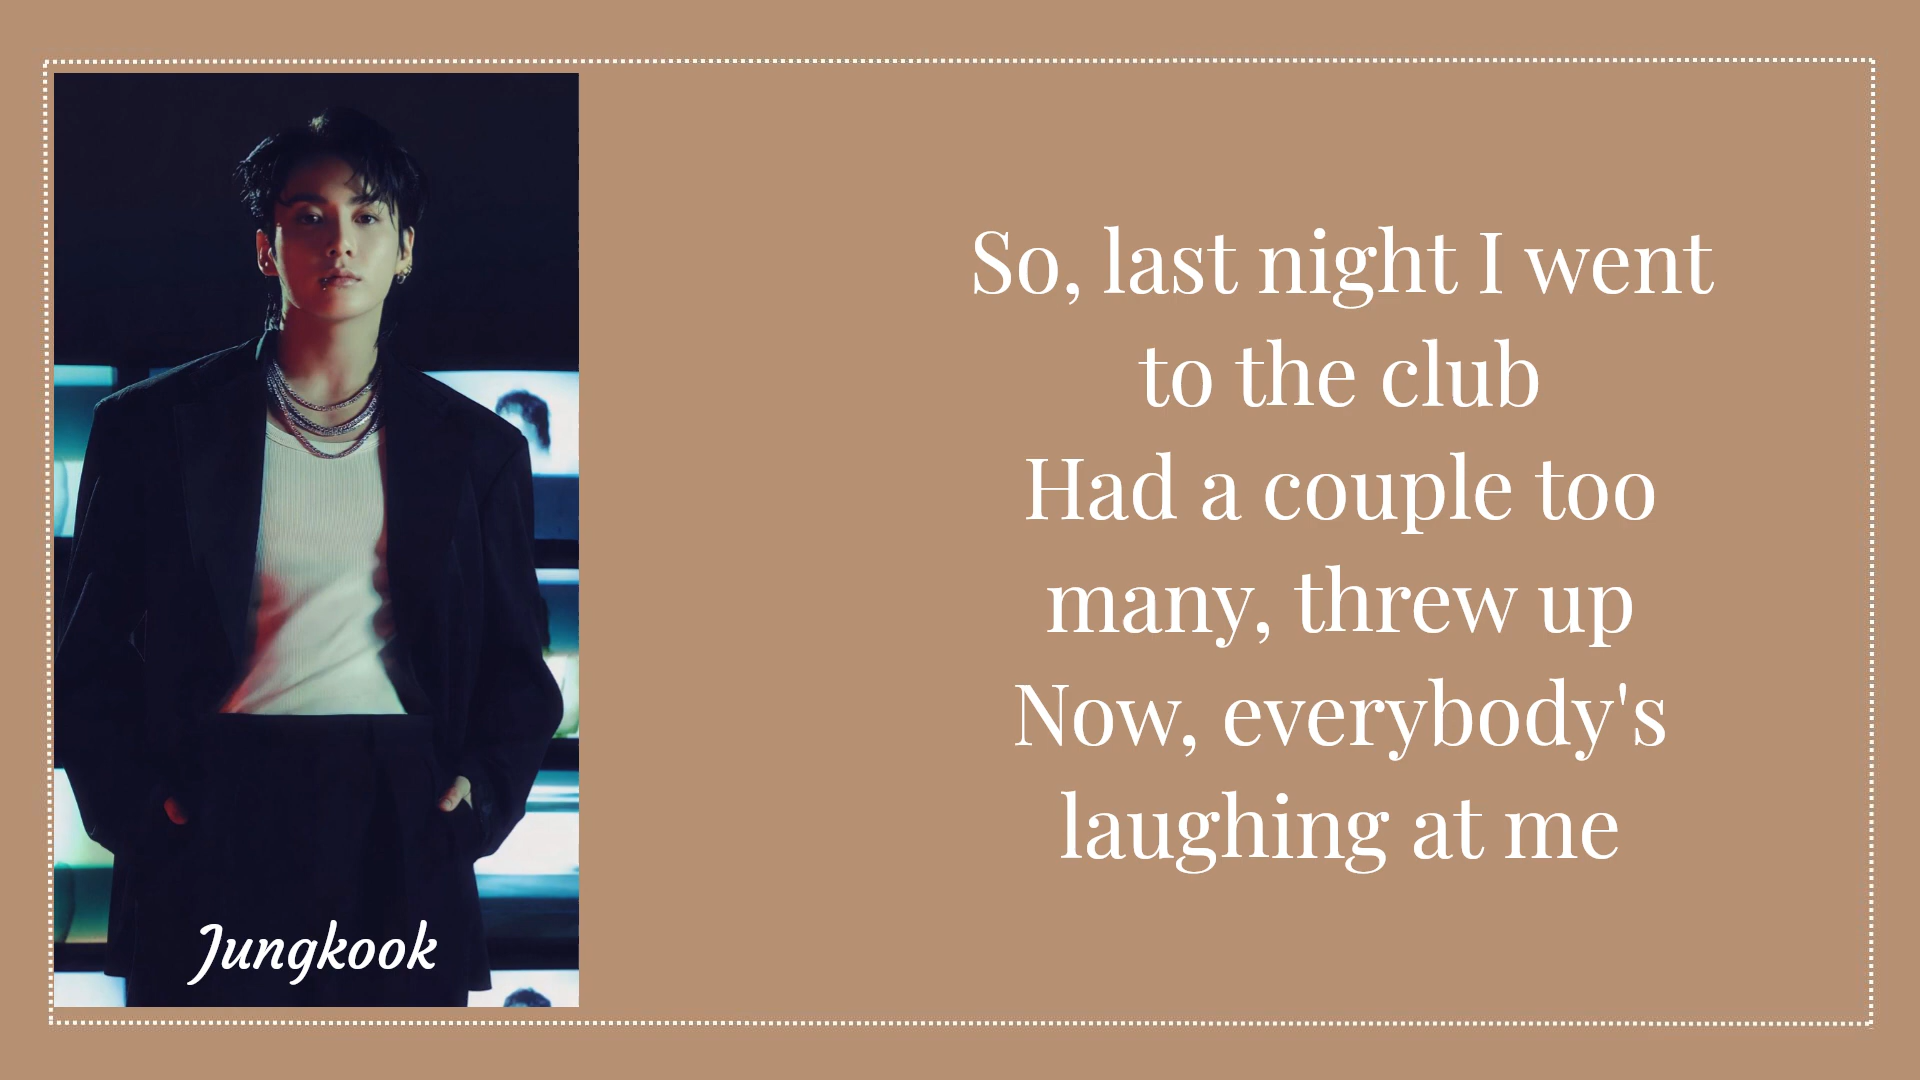 Jungkook
So, last night I went
to the club
Had a couple too
many, threw up
Now, everybody's
laughing at me